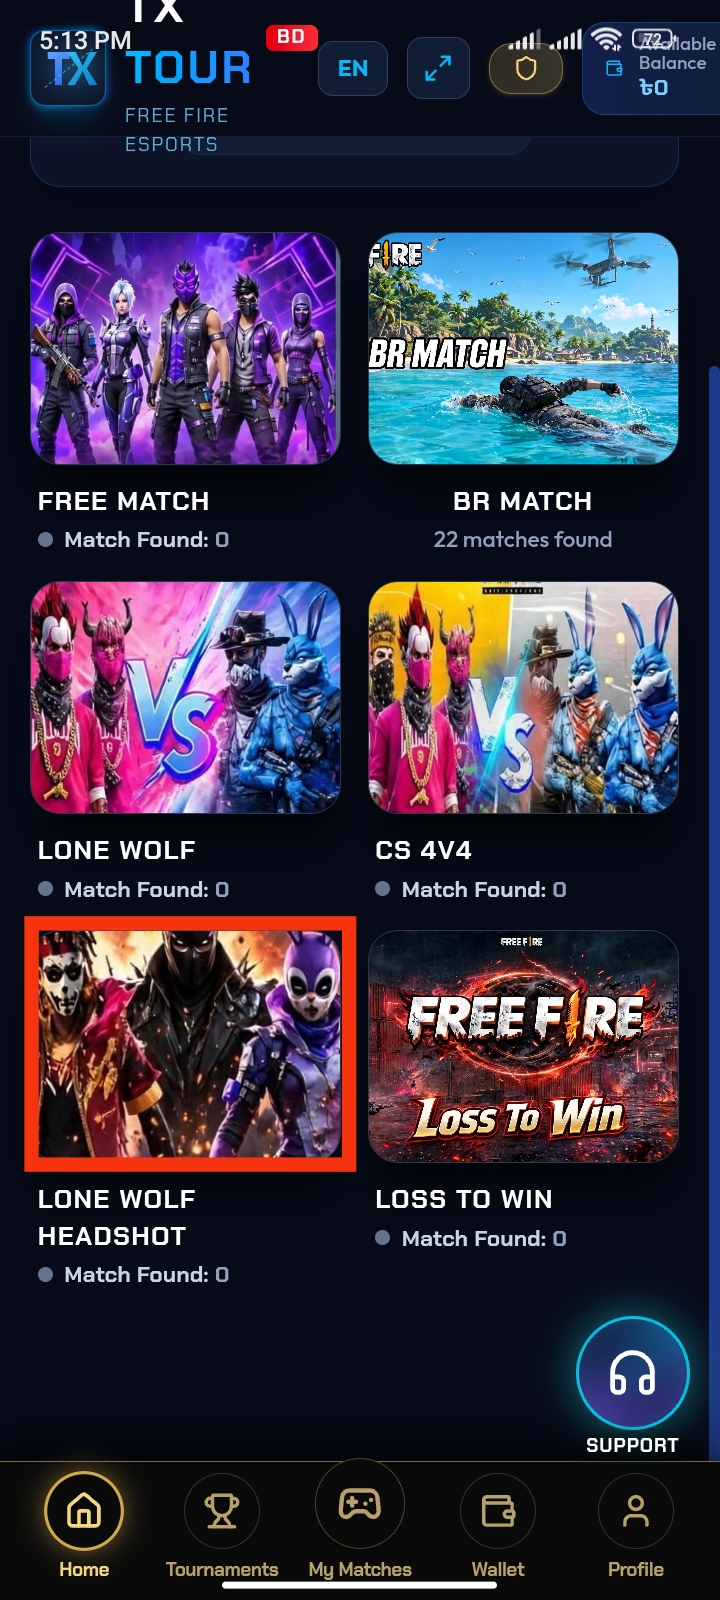 TX
5:13 PM
BD
72
TX
TOUR
EN
Available
Balance
৳0
FREE FIRE
ESPORTS
FIRE
BR MATCH
FREE MATCH
Match Found: 0
BR MATCH
22 matches found
VS
VS
LONE WOLF
Match Found: 0
CS 4V4
Match Found: 0
FREE FIRE
FREE FIRE
Loss To Win
LONE WOLF
HEADSHOT
Match Found: 0
LOSS TO WIN
Match Found: 0
SUPPORT
Home
Tournaments
My Matches
Wallet
Profile